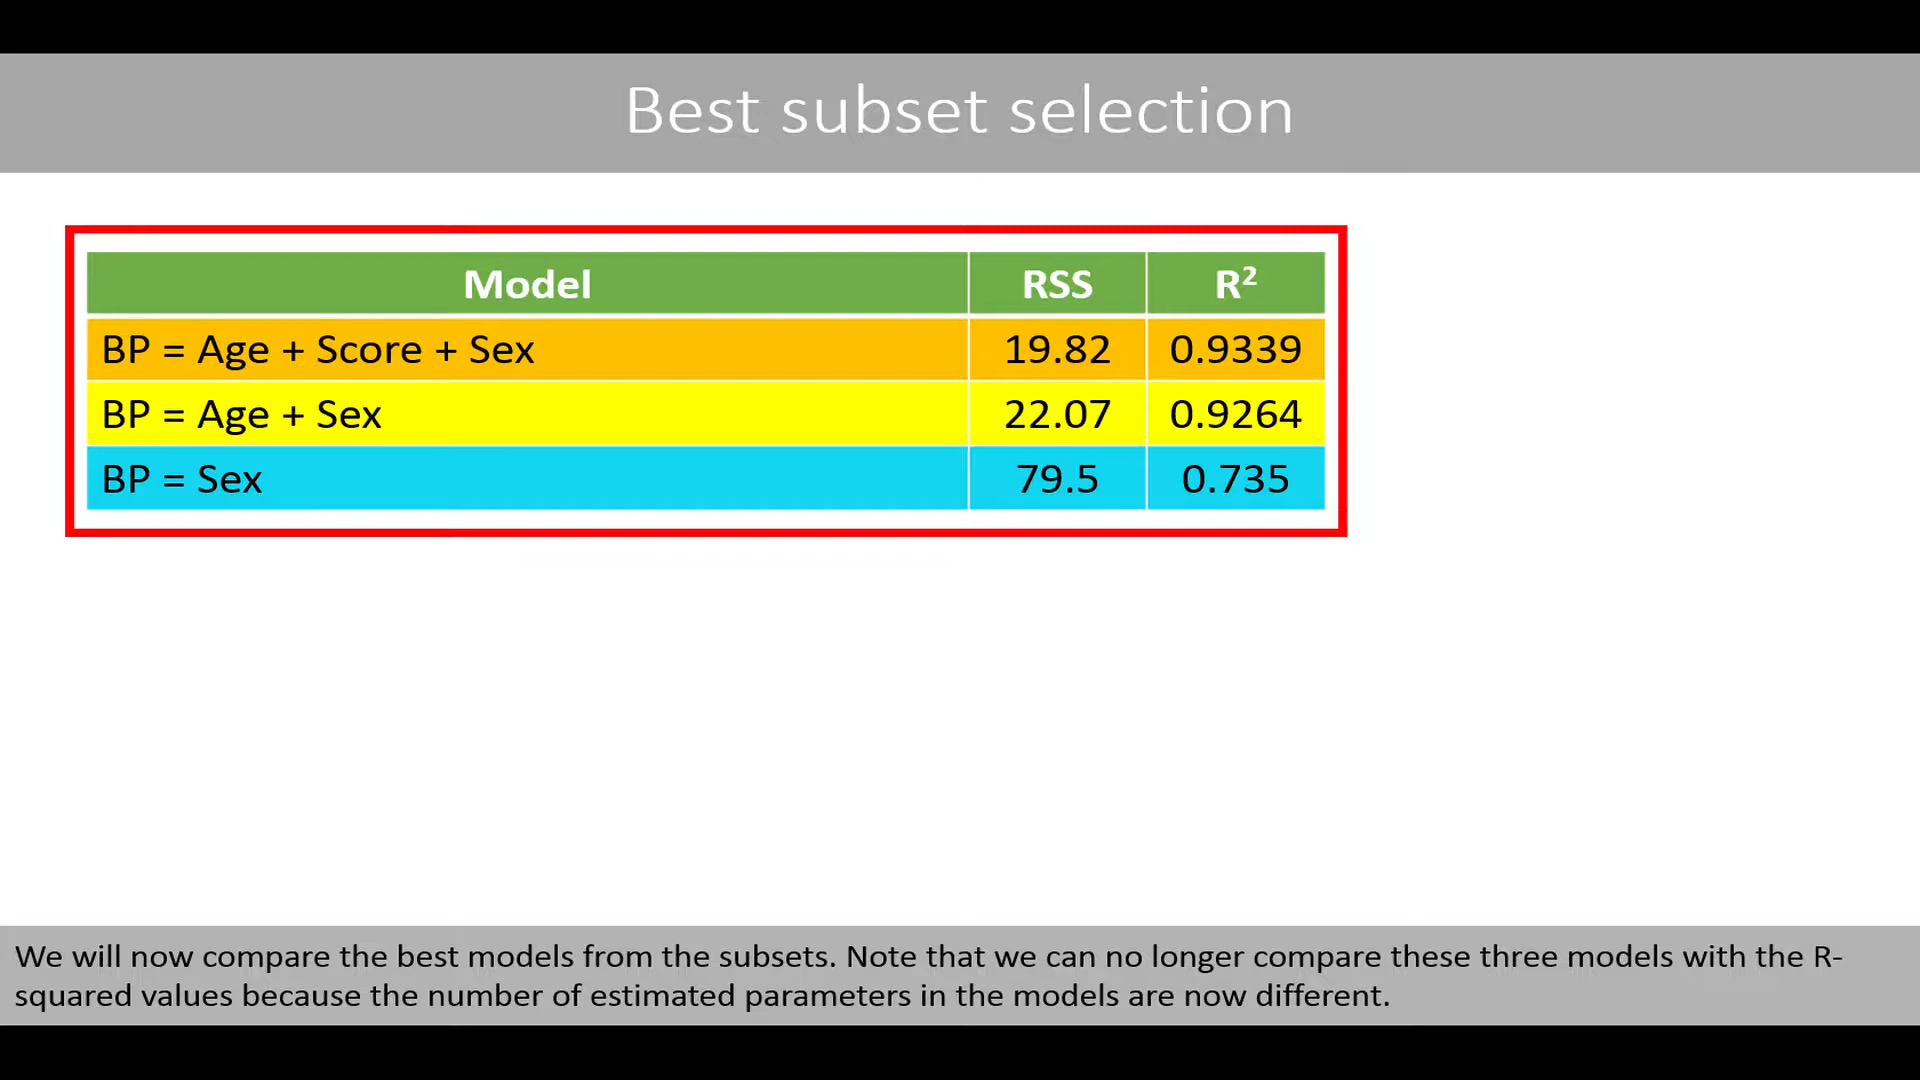 Best subset selection
Model RSS R²
BP = Age + Score + Sex 19.82 0.9339
BP = Age + Sex 22.07 0.9264
BP = Sex 79.5 0.735
We will now compare the best models from the subsets. Note that we can no longer compare these three models with the R-
squared values because the number of estimated parameters in the models are now different.